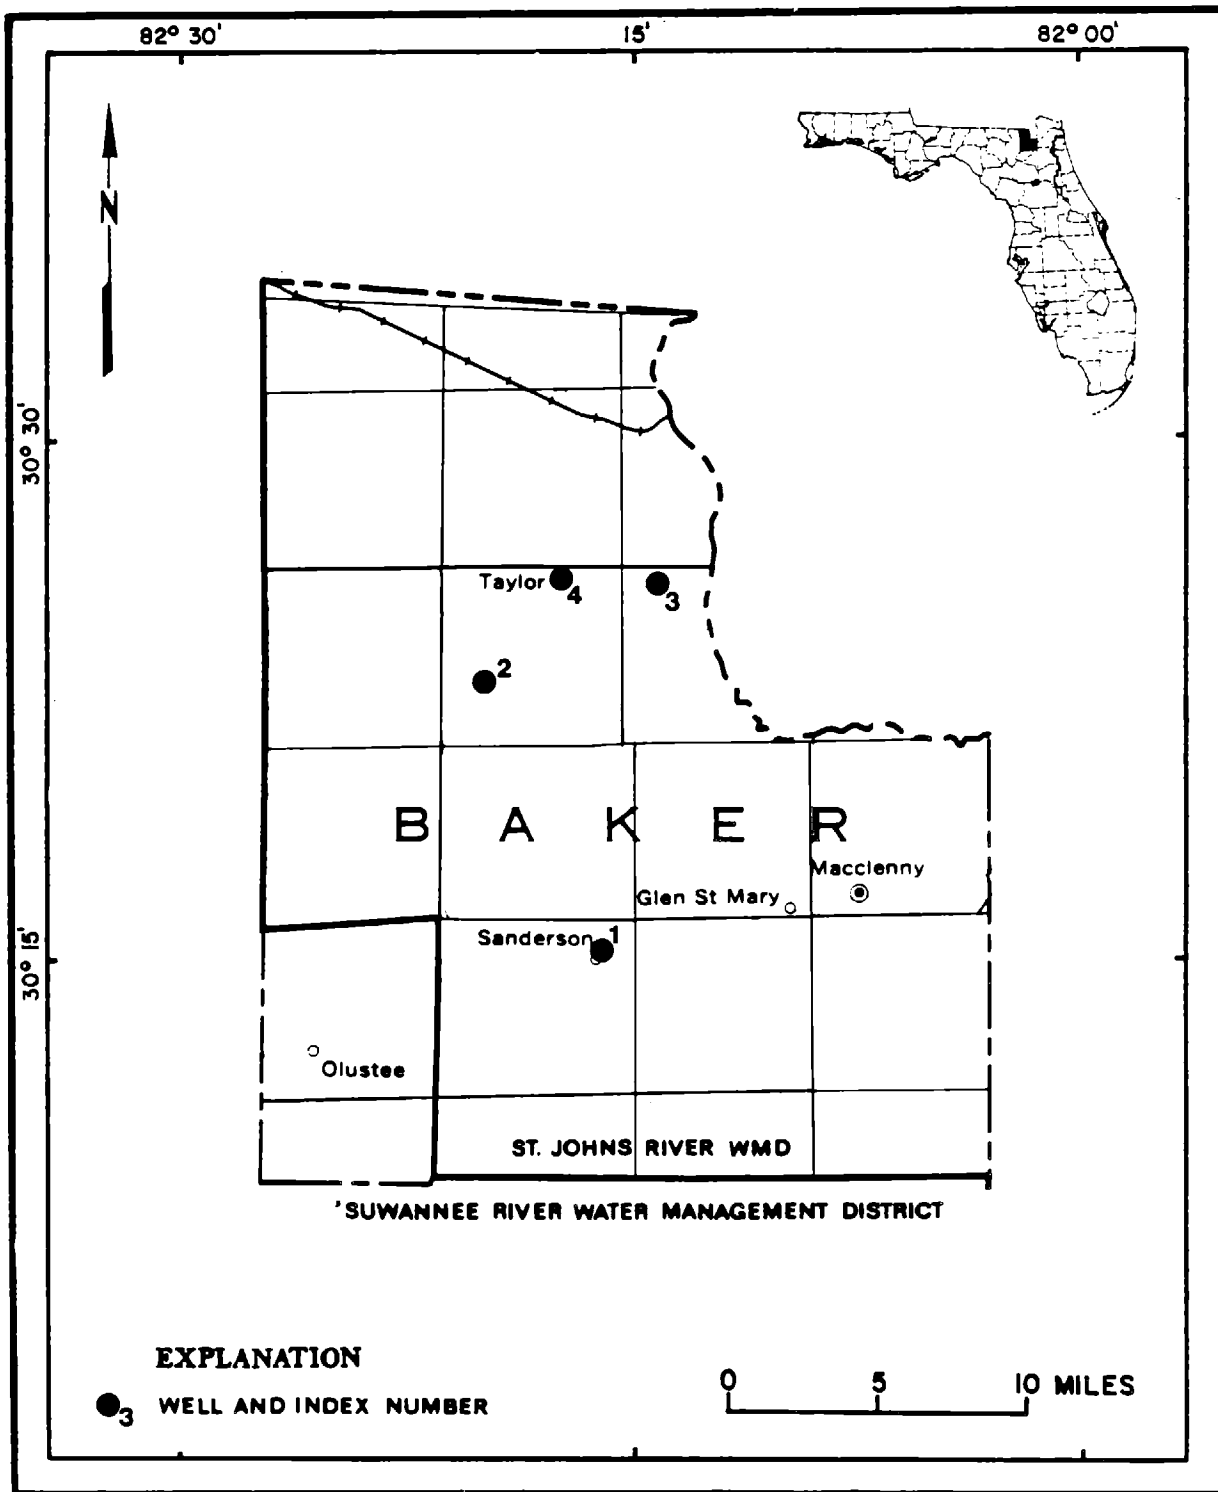 82° 30' 15' 82° 00'
N
30° 30'
Taylor 4 3
2
BAKER
Macclenny
Glen St Mary
Sanderson 1
30° 15'
Olustee
ST. JOHNS RIVER WMD
'SUWANNEE RIVER WATER MANAGEMENT DISTRICT
EXPLANATION
3 WELL AND INDEX NUMBER
0 5 10 MILES